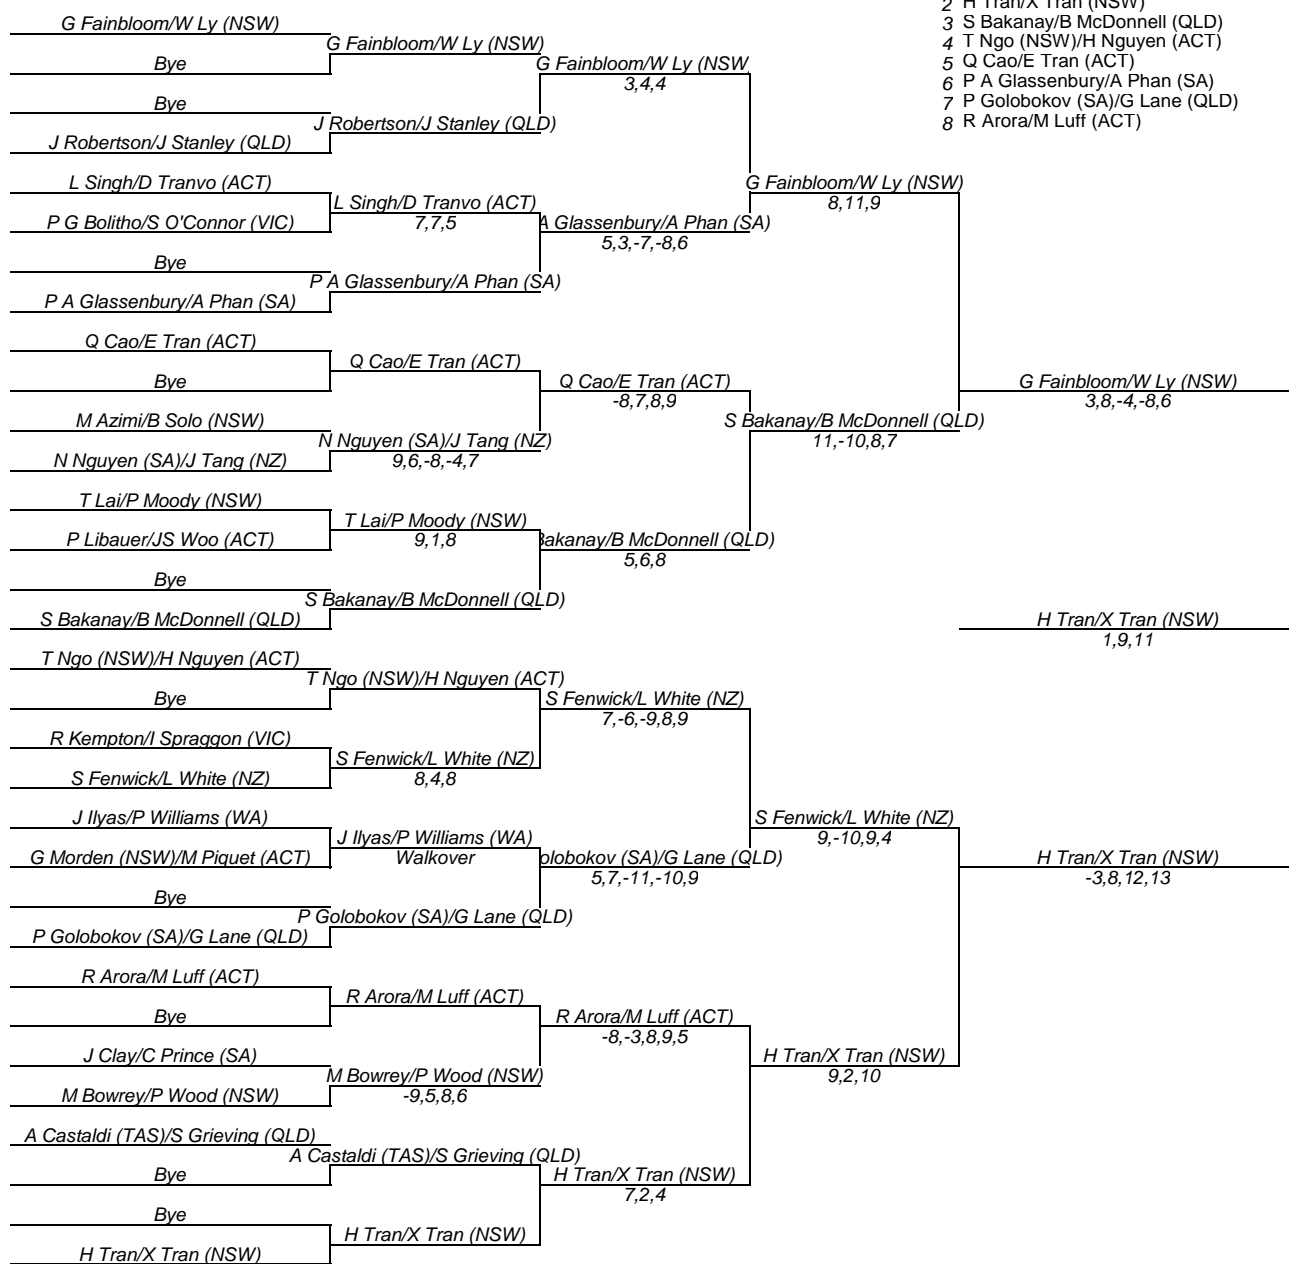 2 H Tran/X Tran (NSW)
3 S Bakanay/B McDonnell (QLD)
4 T Ngo (NSW)/H Nguyen (ACT)
5 Q Cao/E Tran (ACT)
6 P A Glassenbury/A Phan (SA)
7 P Golobokov (SA)/G Lane (QLD)
8 R Arora/M Luff (ACT)
G Fainbloom/W Ly (NSW)
Bye
Bye
J Robertson/J Stanley (QLD)
L Singh/D Tranvo (ACT)
P G Bolitho/S O'Connor (VIC)
Bye
P A Glassenbury/A Phan (SA)
Q Cao/E Tran (ACT)
Bye
M Azimi/B Solo (NSW)
N Nguyen (SA)/J Tang (NZ)
T Lai/P Moody (NSW)
P Libauer/JS Woo (ACT)
Bye
S Bakanay/B McDonnell (QLD)
T Ngo (NSW)/H Nguyen (ACT)
Bye
R Kempton/I Spraggon (VIC)
S Fenwick/L White (NZ)
J Ilyas/P Williams (WA)
G Morden (NSW)/M Piquet (ACT)
Bye
P Golobokov (SA)/G Lane (QLD)
R Arora/M Luff (ACT)
Bye
J Clay/C Prince (SA)
M Bowrey/P Wood (NSW)
A Castaldi (TAS)/S Grieving (QLD)
Bye
Bye
H Tran/X Tran (NSW)
G Fainbloom/W Ly (NSW)
J Robertson/J Stanley (QLD)
L Singh/D Tranvo (ACT)
7,7,5
P A Glassenbury/A Phan (SA)
Q Cao/E Tran (ACT)
N Nguyen (SA)/J Tang (NZ)
9,6,-8,-4,7
T Lai/P Moody (NSW)
9,1,8
S Bakanay/B McDonnell (QLD)
T Ngo (NSW)/H Nguyen (ACT)
S Fenwick/L White (NZ)
8,4,8
J Ilyas/P Williams (WA)
Walkover
P Golobokov (SA)/G Lane (QLD)
R Arora/M Luff (ACT)
M Bowrey/P Wood (NSW)
-9,5,8,6
A Castaldi (TAS)/S Grieving (QLD)
H Tran/X Tran (NSW)
G Fainbloom/W Ly (NSW
3,4,4
A Glassenbury/A Phan (SA)
5,3,-7,-8,6
Q Cao/E Tran (ACT)
-8,7,8,9
Bakanay/B McDonnell (QLD)
5,6,8
S Fenwick/L White (NZ)
7,-6,-9,8,9
olobokov (SA)/G Lane (QLD)
5,7,-11,-10,9
R Arora/M Luff (ACT)
-8,-3,8,9,5
H Tran/X Tran (NSW)
7,2,4
G Fainbloom/W Ly (NSW)
8,11,9
S Bakanay/B McDonnell (QLD)
11,-10,8,7
S Fenwick/L White (NZ)
9,-10,9,4
H Tran/X Tran (NSW)
9,2,10
G Fainbloom/W Ly (NSW)
3,8,-4,-8,6
H Tran/X Tran (NSW)
1,9,11
H Tran/X Tran (NSW)
-3,8,12,13